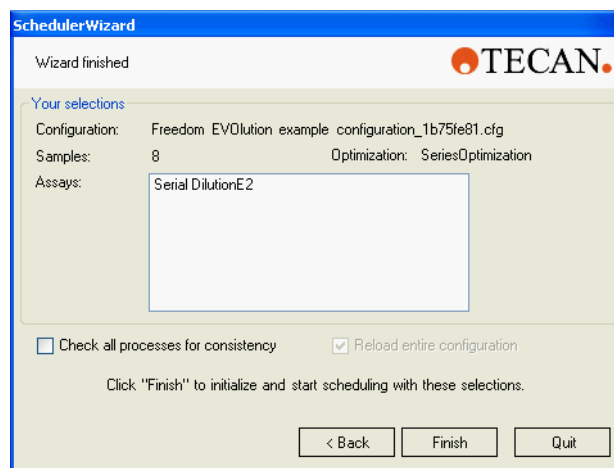 SchedulerWizard
Wizard finished
TECAN.
Your selections
Configuration: Freedom EVOlution example configuration_1b75fe81.cfg
Samples: 8 Optimization: SeriesOptimization
Assays: Serial DilutionE2
Check all processes for consistency Reload entire configuration
Click "Finish" to initialize and start scheduling with these selections.
< Back Finish Quit